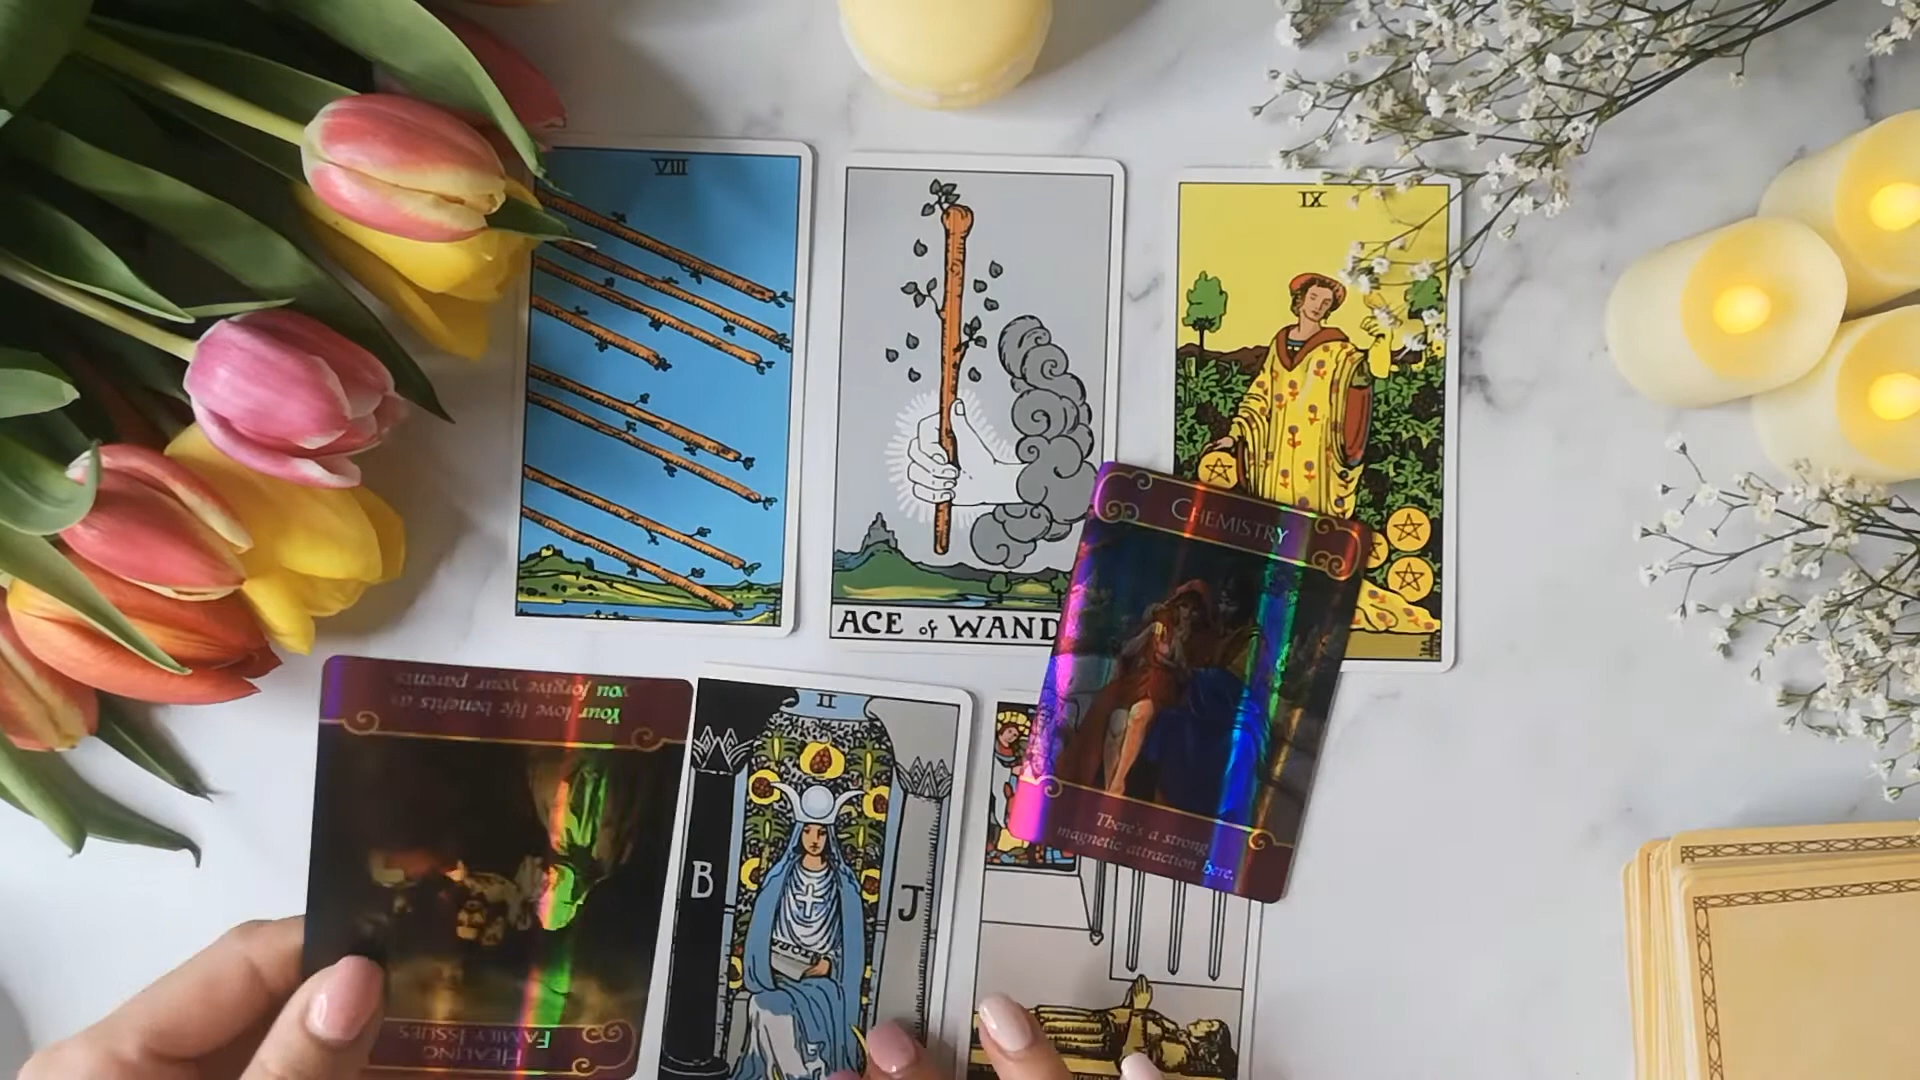 VIII
ACE of WAND
IX
CHEMISTRY
There's a strong
magnetic attraction here.
Your love life benefits as
you forgive your parents
HEALING
FAMILY ISSUES
II
B
J
TORA